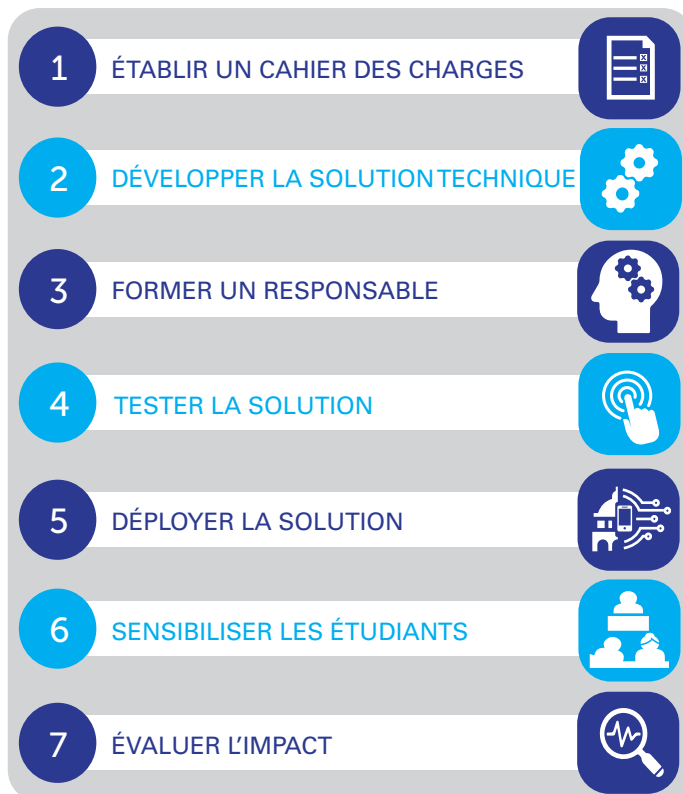 1 ÉTABLIR UN CAHIER DES CHARGES
2 DÉVELOPPER LA SOLUTION TECHNIQUE
3 FORMER UN RESPONSABLE
4 TESTER LA SOLUTION
5 DÉPLOYER LA SOLUTION
6 SENSIBILISER LES ÉTUDIANTS
7 ÉVALUER L'IMPACT